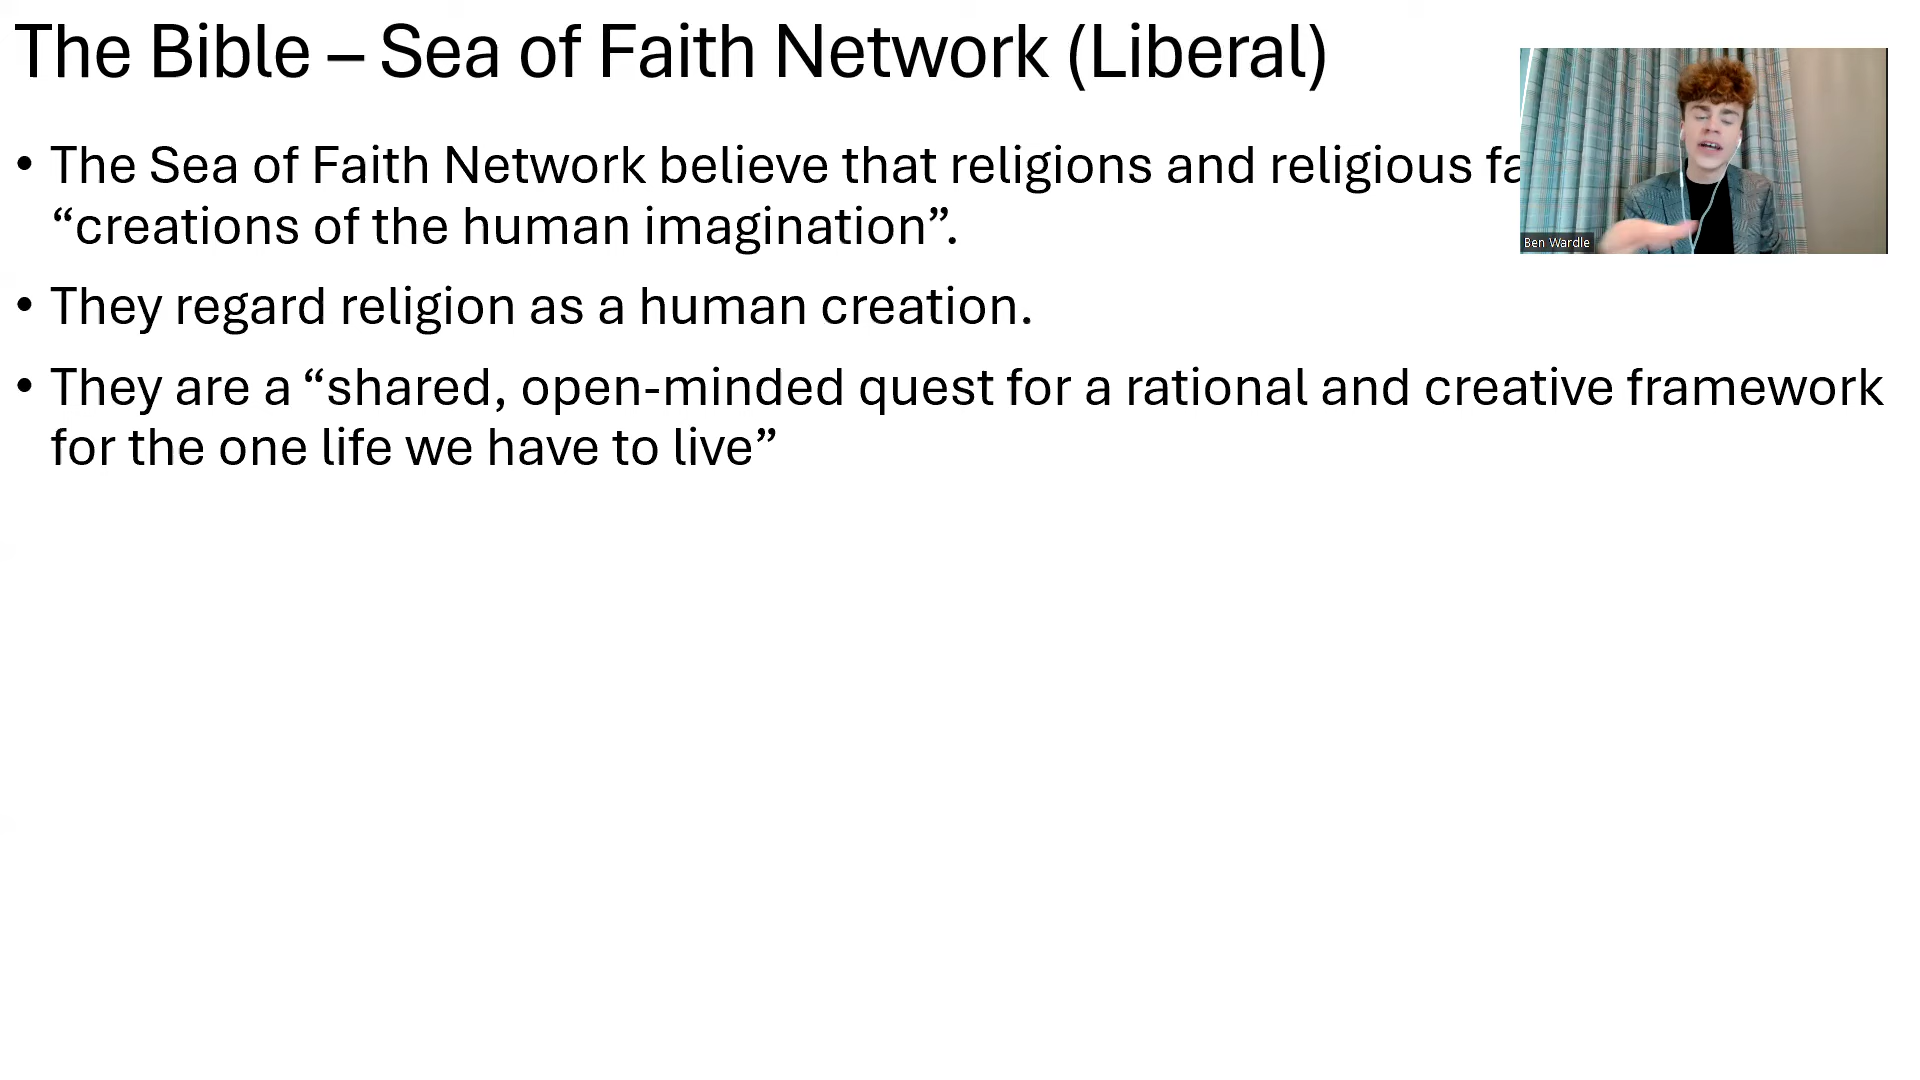 The Bible – Sea of Faith Network (Liberal)
• The Sea of Faith Network believe that religions and religious
“creations of the human imagination”.
• They regard religion as a human creation.
• They are a “shared, open-minded quest for a rational and creative framework
for the one life we have to live”
Ben Wardle